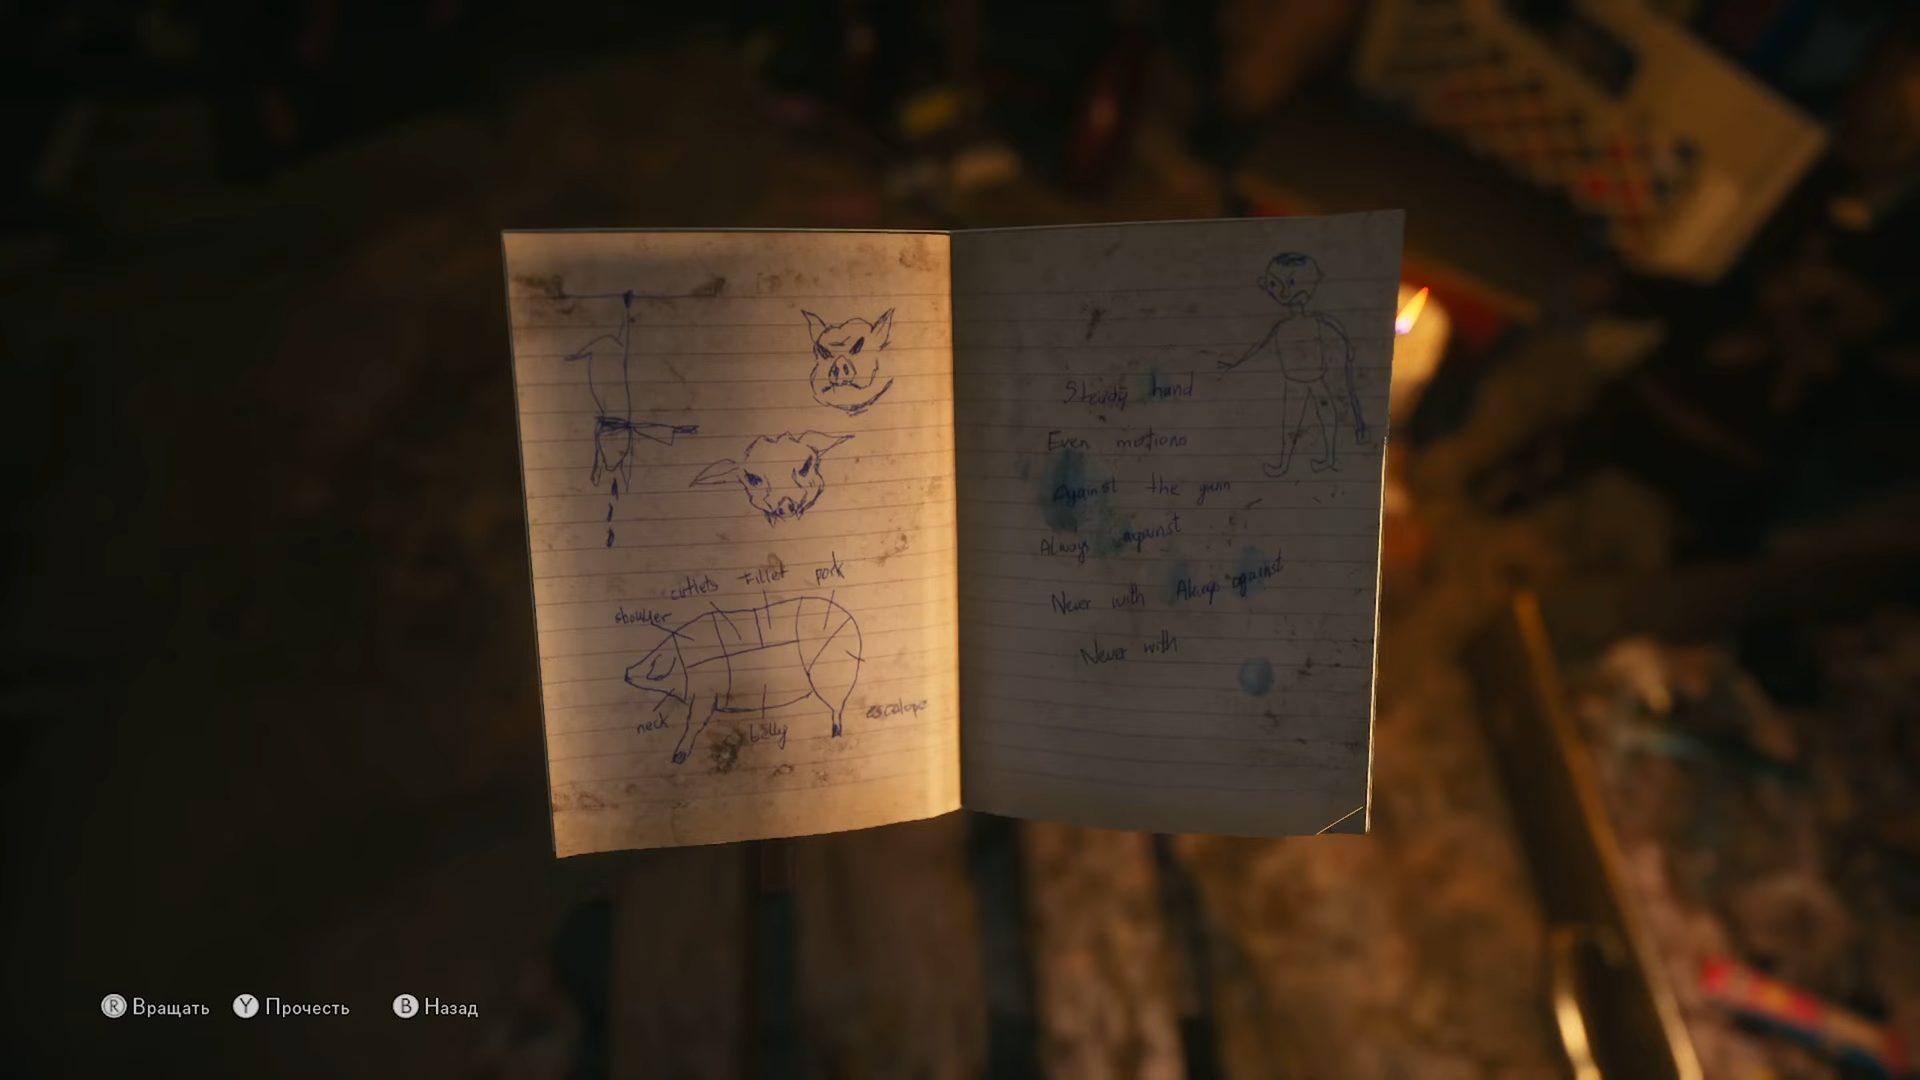 cutlets fillet pork
shoulder
neck
belly
escalope
Steady hand
Even motions
Against the grain
Always against
Never with Always against
Never with
R Вращать Y Прочесть B Назад